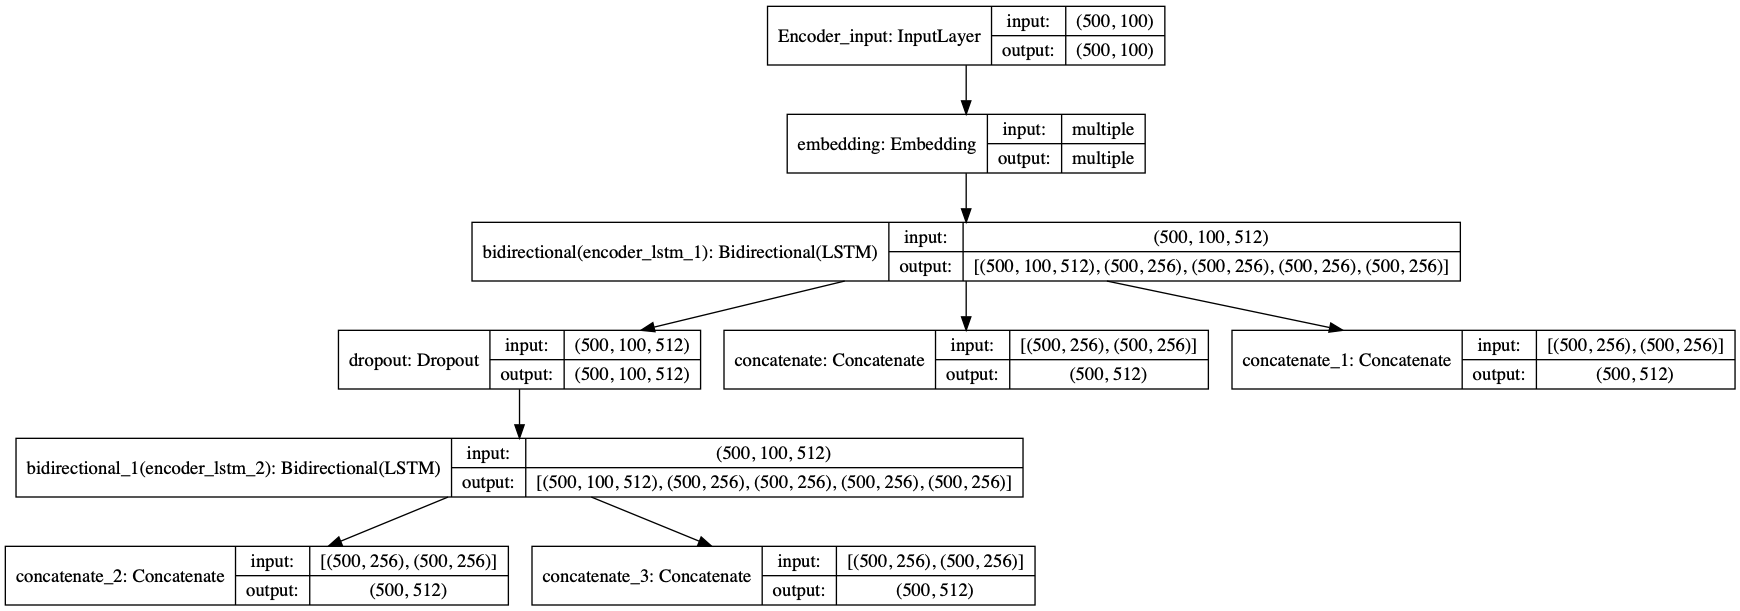 Encoder_input: InputLayer
input:
(500, 100)
output:
(500, 100)
embedding: Embedding
input:
multiple
output:
multiple
bidirectional(encoder_lstm_1): Bidirectional(LSTM)
input:
(500, 100, 512)
output:
[(500, 100, 512), (500, 256), (500, 256), (500, 256), (500, 256)]
dropout: Dropout
input:
(500, 100, 512)
output:
(500, 100, 512)
concatenate: Concatenate
input:
[(500, 256), (500, 256)]
output:
(500, 512)
concatenate_1: Concatenate
input:
[(500, 256), (500, 256)]
output:
(500, 512)
bidirectional_1(encoder_lstm_2): Bidirectional(LSTM)
input:
(500, 100, 512)
output:
[(500, 100, 512), (500, 256), (500, 256), (500, 256), (500, 256)]
concatenate_2: Concatenate
input:
[(500, 256), (500, 256)]
output:
(500, 512)
concatenate_3: Concatenate
input:
[(500, 256), (500, 256)]
output:
(500, 512)